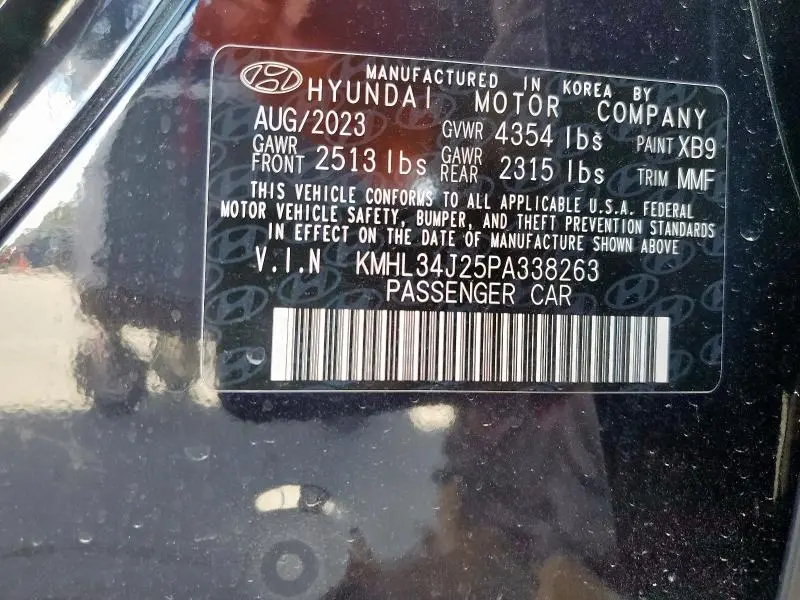 MANUFACTURED IN KOREA BY
HYUNDAI MOTOR COMPANY
AUG/2023 GVWR 4354 lbs PAINT XB9
GAWR FRONT 2513 lbs GAWR REAR 2315 lbs TRIM MMF
THIS VEHICLE CONFORMS TO ALL APPLICABLE U.S.A. FEDERAL
MOTOR VEHICLE SAFETY, BUMPER, AND THEFT PREVENTION STANDARDS
IN EFFECT ON THE DATE OF MANUFACTURE SHOWN ABOVE
V.I.N KMHL34J25PA338263
PASSENGER CAR